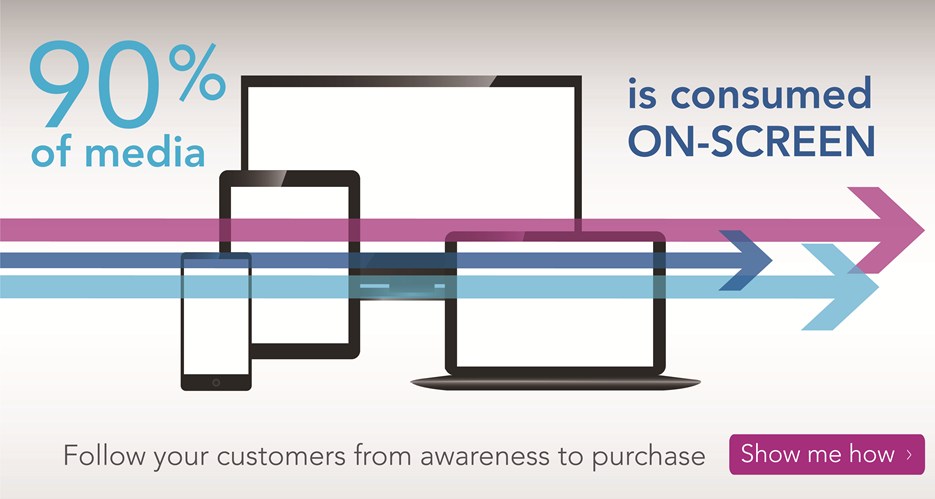 90%
of media
is consumed
ON-SCREEN
Follow your customers from awareness to purchase
Show me how ›